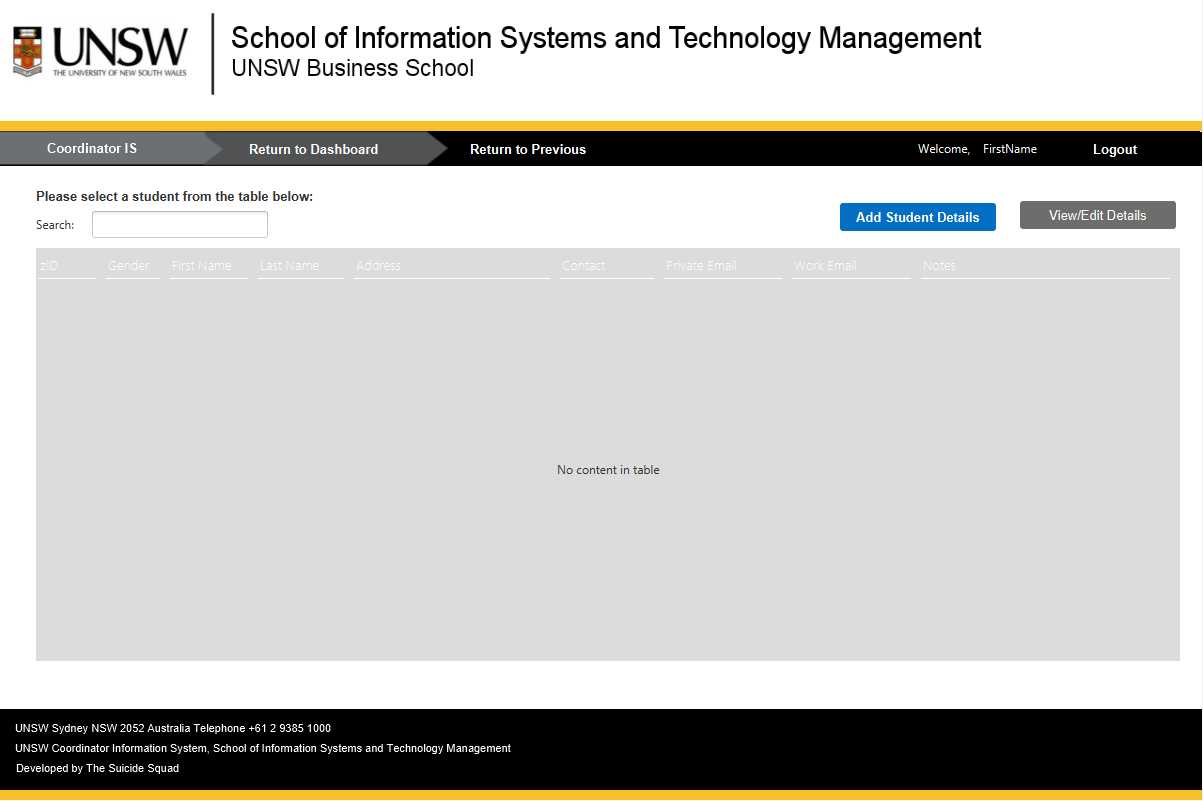 UNSW
THE UNIVERSITY OF NEW SOUTH WALES
School of Information Systems and Technology Management
UNSW Business School
Coordinator IS
Return to Dashboard
Return to Previous
Welcome, FirstName
Logout
Please select a student from the table below:
Search:
Add Student Details
View/Edit Details
zID
Gender
First Name
Last Name
Address
Contact
Private Email
Work Email
Notes
No content in table
UNSW Sydney NSW 2052 Australia Telephone +61 2 9385 1000
UNSW Coordinator Information System, School of Information Systems and Technology Management
Developed by The Suicide Squad